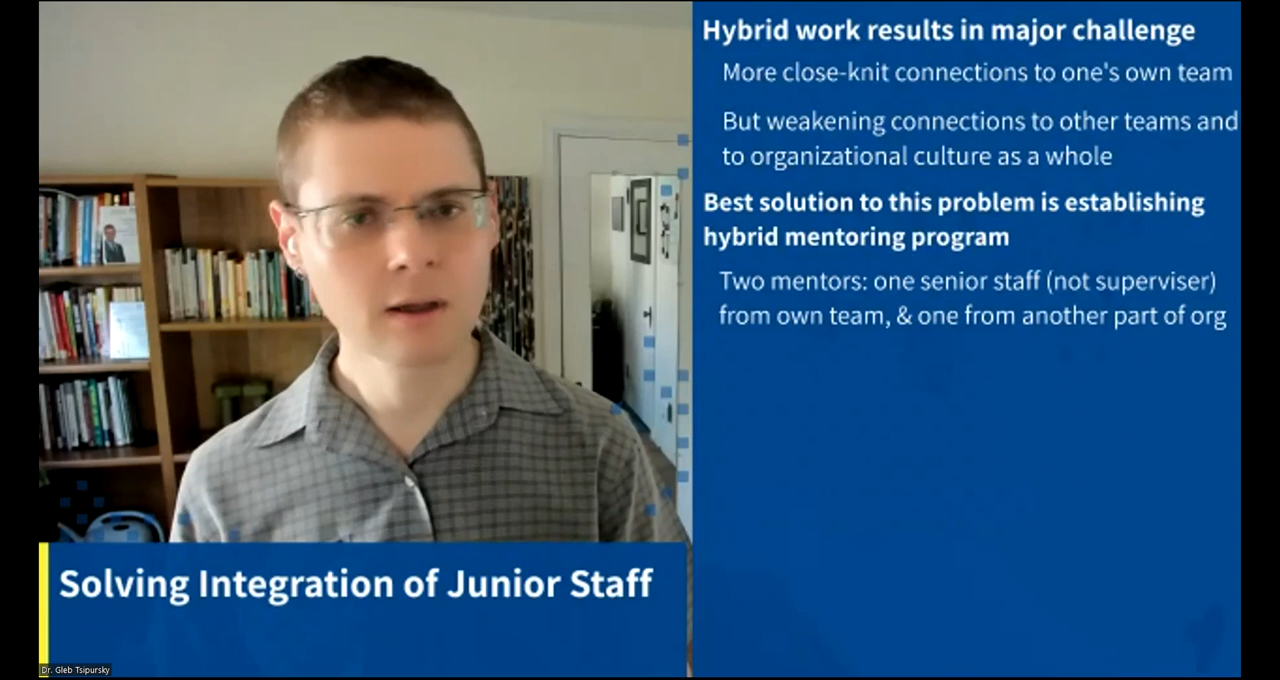 Hybrid work results in major challenge
More close-knit connections to one's own team
But weakening connections to other teams and
to organizational culture as a whole
Best solution to this problem is establishing
hybrid mentoring program
Two mentors: one senior staff (not superviser)
from own team, & one from another part of org
Solving Integration of Junior Staff
Dr. Gleb Tsipursky